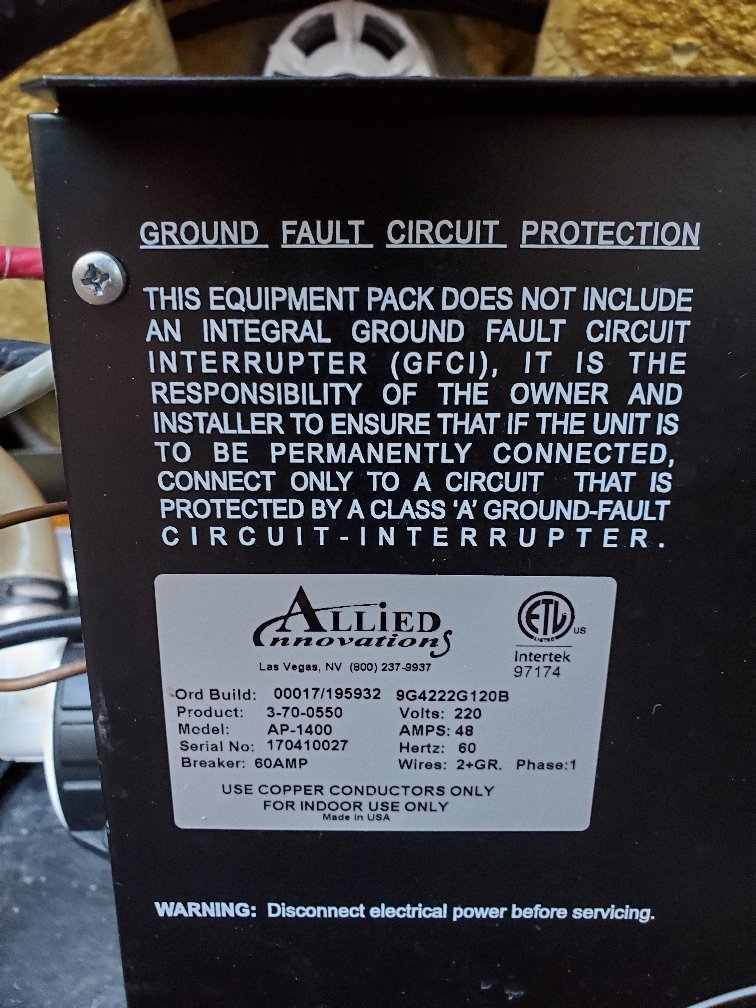 GROUND FAULT CIRCUIT PROTECTION
THIS EQUIPMENT PACK DOES NOT INCLUDE
AN INTEGRAL GROUND FAULT CIRCUIT
INTERRUPTER (GFCI), IT IS THE
RESPONSIBILITY OF THE OWNER AND
INSTALLER TO ENSURE THAT IF THE UNIT IS
TO BE PERMANENTLY CONNECTED,
CONNECT ONLY TO A CIRCUIT THAT IS
PROTECTED BY A CLASS ‘A’ GROUND-FAULT
CIRCUIT-INTERRUPTER.
ALLiED
innovations
Las Vegas, NV (800) 237-9937
ETL
LISTED
US
Intertek
97174
Ord Build: 00017/195932 9G4222G120B
Product: 3-70-0550 Volts: 220
Model: AP-1400 AMPS: 48
Serial No: 170410027 Hertz: 60
Breaker: 60AMP Wires: 2+GR. Phase:1
USE COPPER CONDUCTORS ONLY
FOR INDOOR USE ONLY
Made in USA
WARNING: Disconnect electrical power before servicing.